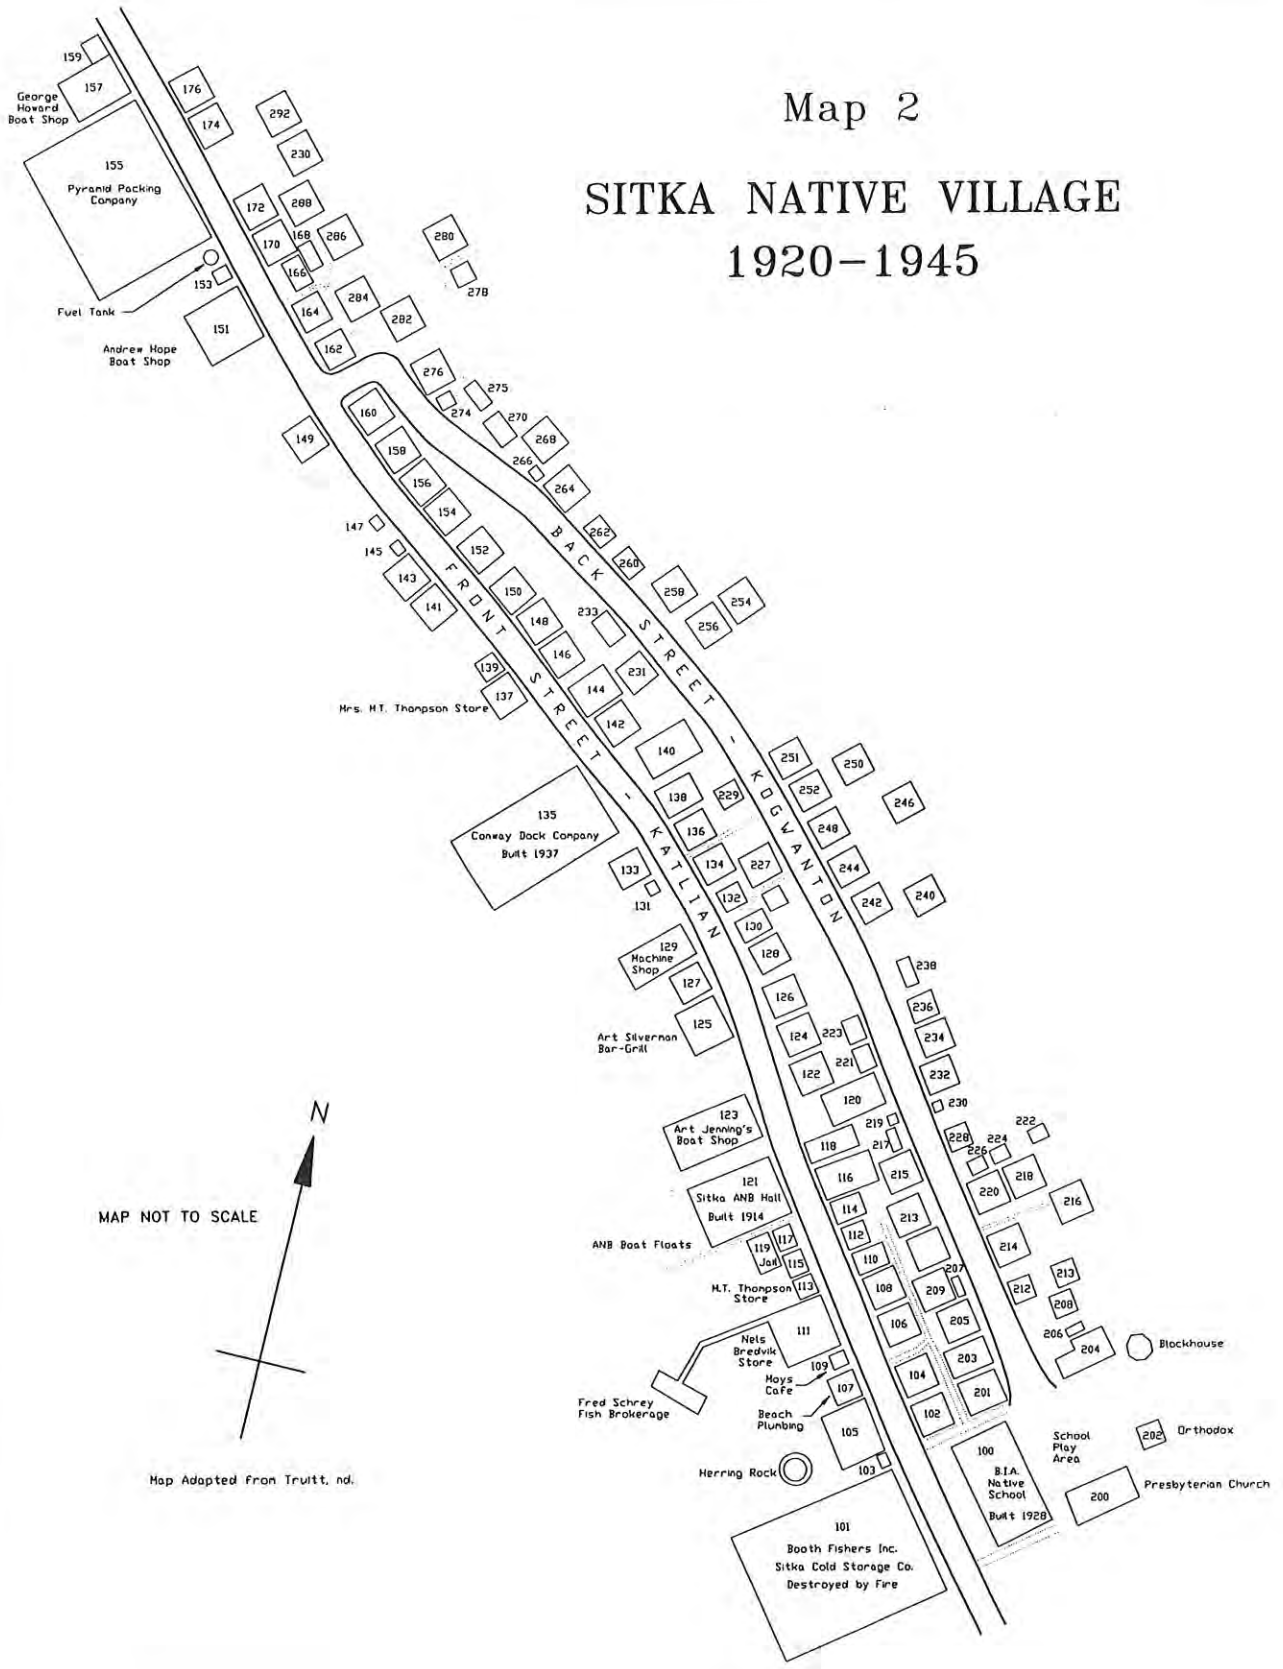 Map 2
SITKA NATIVE VILLAGE
1920-1945
159
157
George
Howard
Boat Shop
176
174
292
230
155
Pyramid Packing
Company
172
288
170
168
286
166
280
278
153
Fuel Tank
151
Andrew Hope
Boat Shop
164
284
282
162
276
275
274
270
160
149
158
268
266
264
156
154
147
145
143
141
152
262
260
150
258
254
256
148
233
146
231
139
137
Mrs. H.T. Thompson Store
144
142
140
BACK STREET - KOGWANTON
FRONT STREET - KATLIAN
251
250
252
246
138
229
135
Conway Dock Company
Built 1937
136
248
134
227
244
133
131
132
242
240
130
129
Machine
Shop
128
127
238
126
236
125
Art Silverman
Bar-Grill
124
223
234
221
122
232
120
230
123
Art Jenning's
Boat Shop
219
217
118
228
226
224
222
116
215
220
218
121
Sitka ANB Hall
Built 1914
216
114
213
N
MAP NOT TO SCALE
ANB Boat Floats
119
Jail
117
112
214
115
110
207
213
H.T. Thompson
Store
113
108
209
212
208
111
Nels
Bredvik
Store
106
205
206
204
Blockhouse
109
Mays
Cafe
203
104
107
Beach
Plumbing
201
Fred Schrey
Fish Brokerage
102
105
100
B.I.A.
Native
School
Built 1928
School
Play
Area
202
Orthodox
Herring Rock
103
200
Presbyterian Church
Map Adapted from Truitt, nd.
101
Booth Fishers Inc.
Sitka Cold Storage Co.
Destroyed by Fire